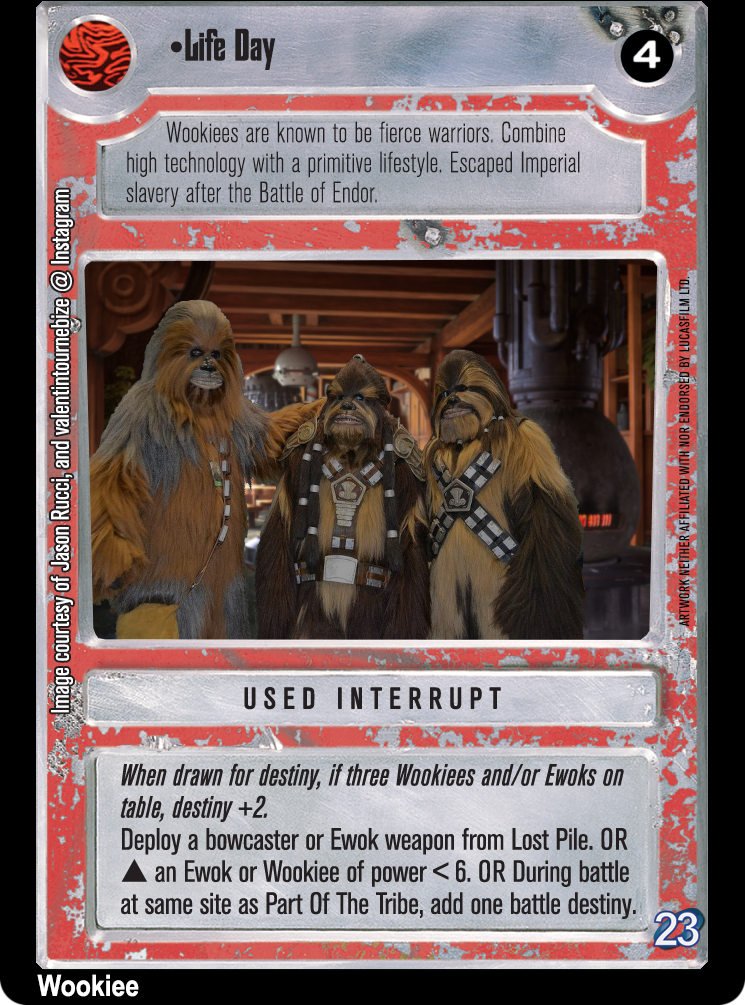 •Life Day
4
Wookiees are known to be fierce warriors. Combine
high technology with a primitive lifestyle. Escaped Imperial
slavery after the Battle of Endor.
Image courtesy of Jason Rucci, and valentintournebize @ Instagram
ARTWORK NEITHER AFFILIATED WITH NOR ENDORSED BY LUCASFILM LTD.
USED INTERRUPT
When drawn for destiny, if three Wookiees and/or Ewoks on
table, destiny +2.
Deploy a bowcaster or Ewok weapon from Lost Pile. OR
▲ an Ewok or Wookiee of power < 6. OR During battle
at same site as Part Of The Tribe, add one battle destiny.
23
Wookiee